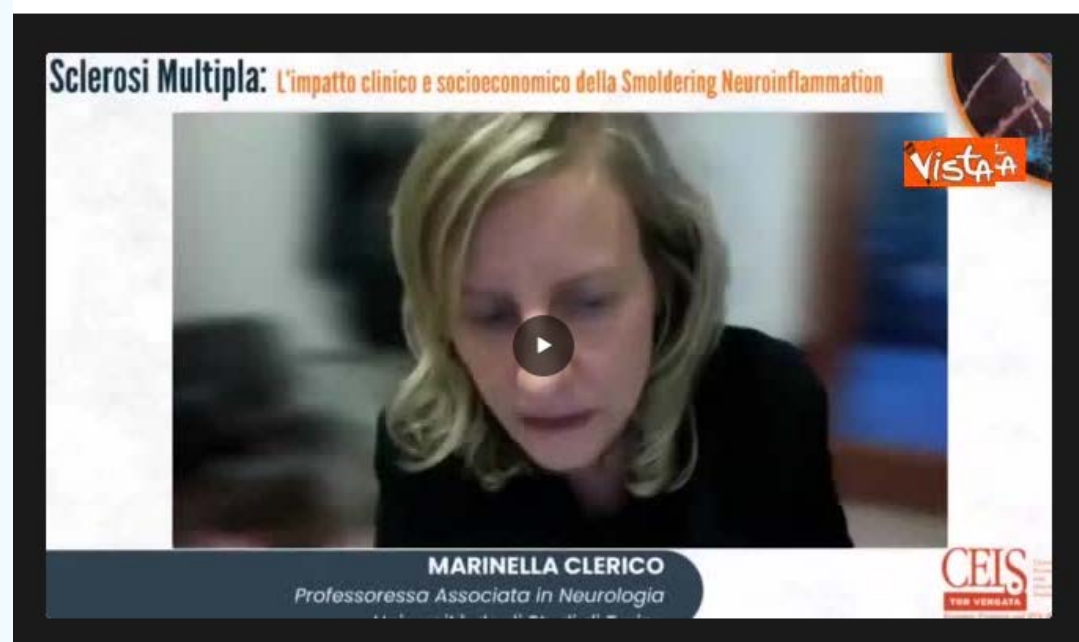 Sclerosi Multipla: L'impatto clinico e socioeconomico della Smoldering Neuroinflammation
VISTA
MARINELLA CLERICO
Professoressa Associata in Neurologia
CEIS
TOR VERGATA